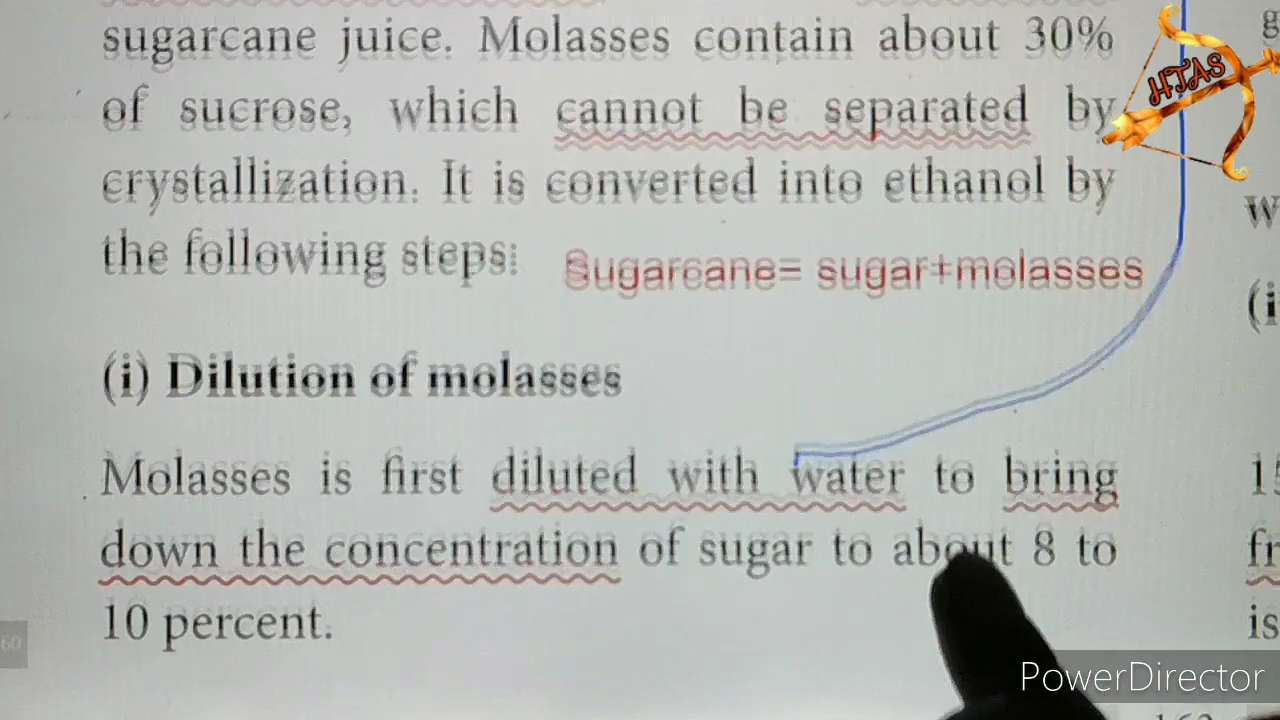 sugarcane juice. Molasses contain about 30%
of sucrose, which cannot be separated by
crystallization. It is converted into ethanol by
the following steps:
Sugarcane= sugar+molasses
(i) Dilution of molasses
Molasses is first diluted with water to bring
down the concentration of sugar to about 8 to
10 percent.
HTAS
60
PowerDirector